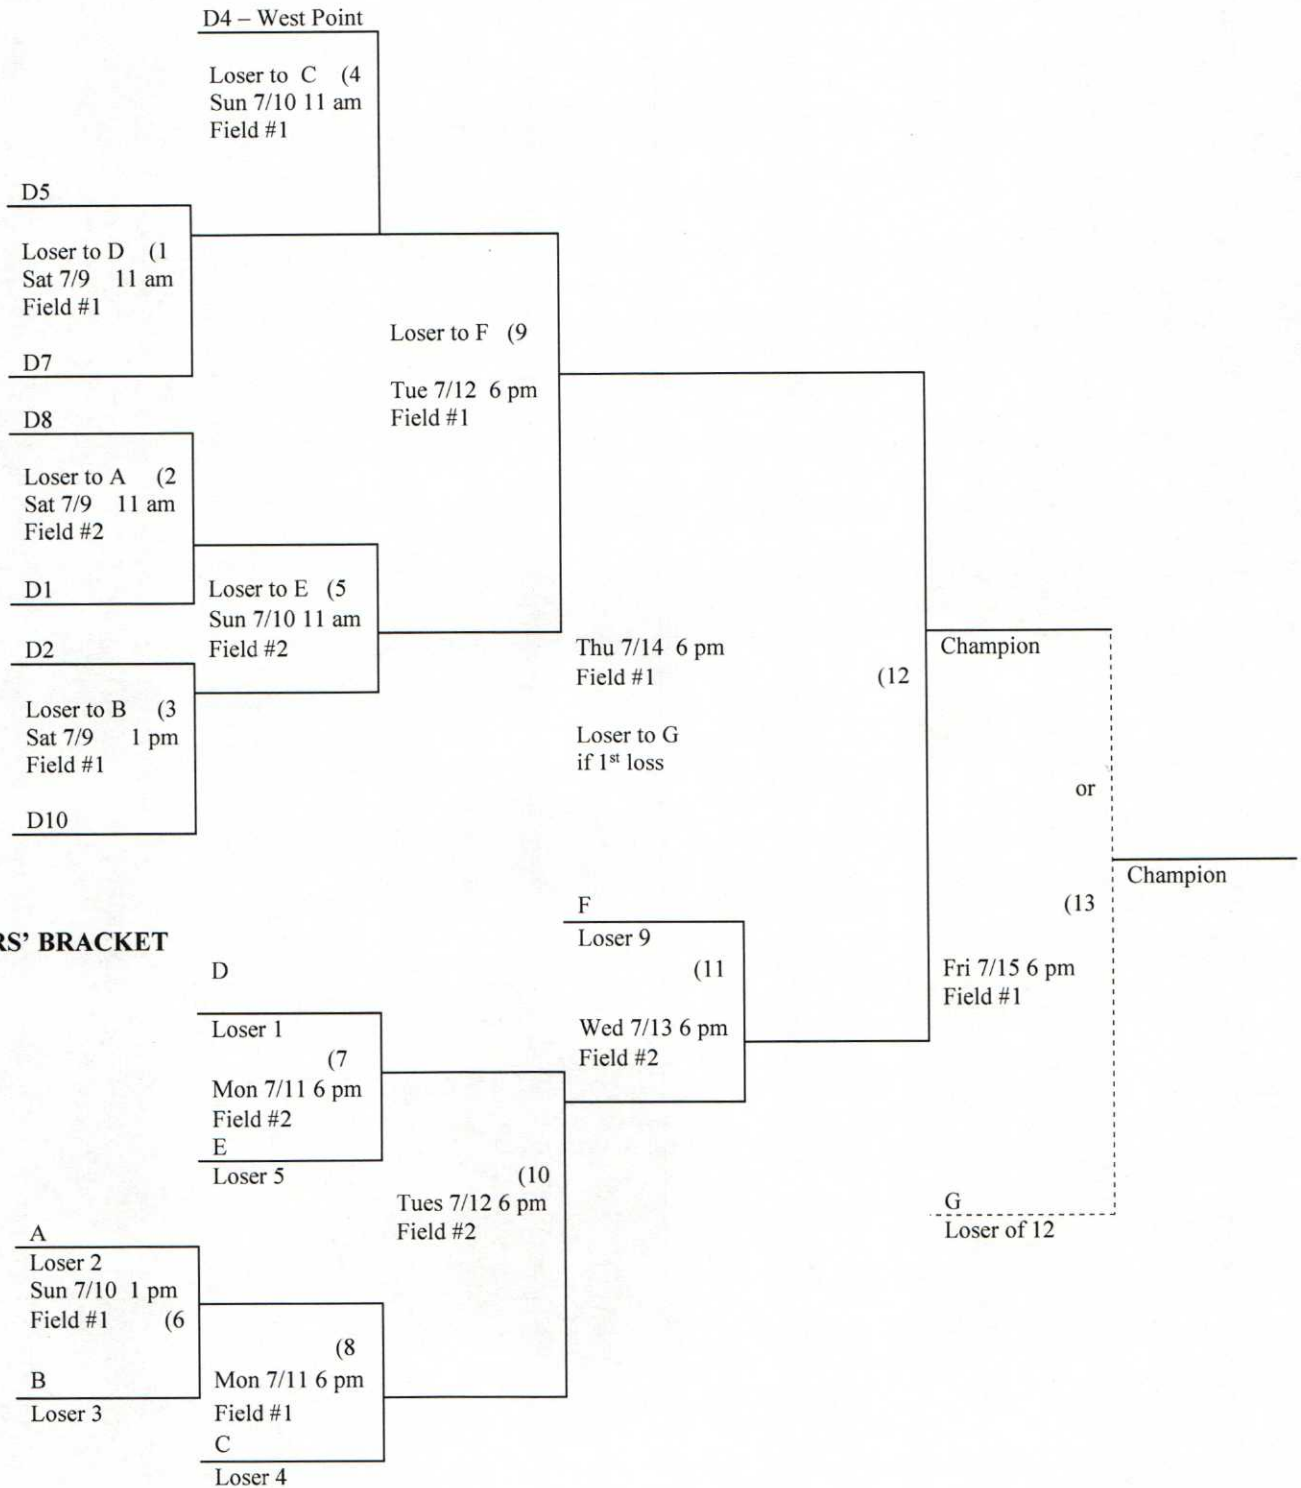 D4 – West Point
Loser to C (4
Sun 7/10 11 am
Field #1
D5
Loser to D (1
Sat 7/9 11 am
Field #1
D7
Loser to F (9
Tue 7/12 6 pm
Field #1
D8
Loser to A (2
Sat 7/9 11 am
Field #2
D1
Loser to E (5
Sun 7/10 11 am
Field #2
D2
Loser to B (3
Sat 7/9 1 pm
Field #1
D10
Thu 7/14 6 pm
Field #1
(12
Loser to G
if 1st loss
Champion
or
(13
Champion
Fri 7/15 6 pm
Field #1
G
Loser of 12
RS’ BRACKET
F
Loser 9
(11
Wed 7/13 6 pm
Field #2
D
Loser 1
(7
Mon 7/11 6 pm
Field #2
E
Loser 5
(10
Tues 7/12 6 pm
Field #2
A
Loser 2
Sun 7/10 1 pm
Field #1 (6
B
Loser 3
(8
Mon 7/11 6 pm
Field #1
C
Loser 4